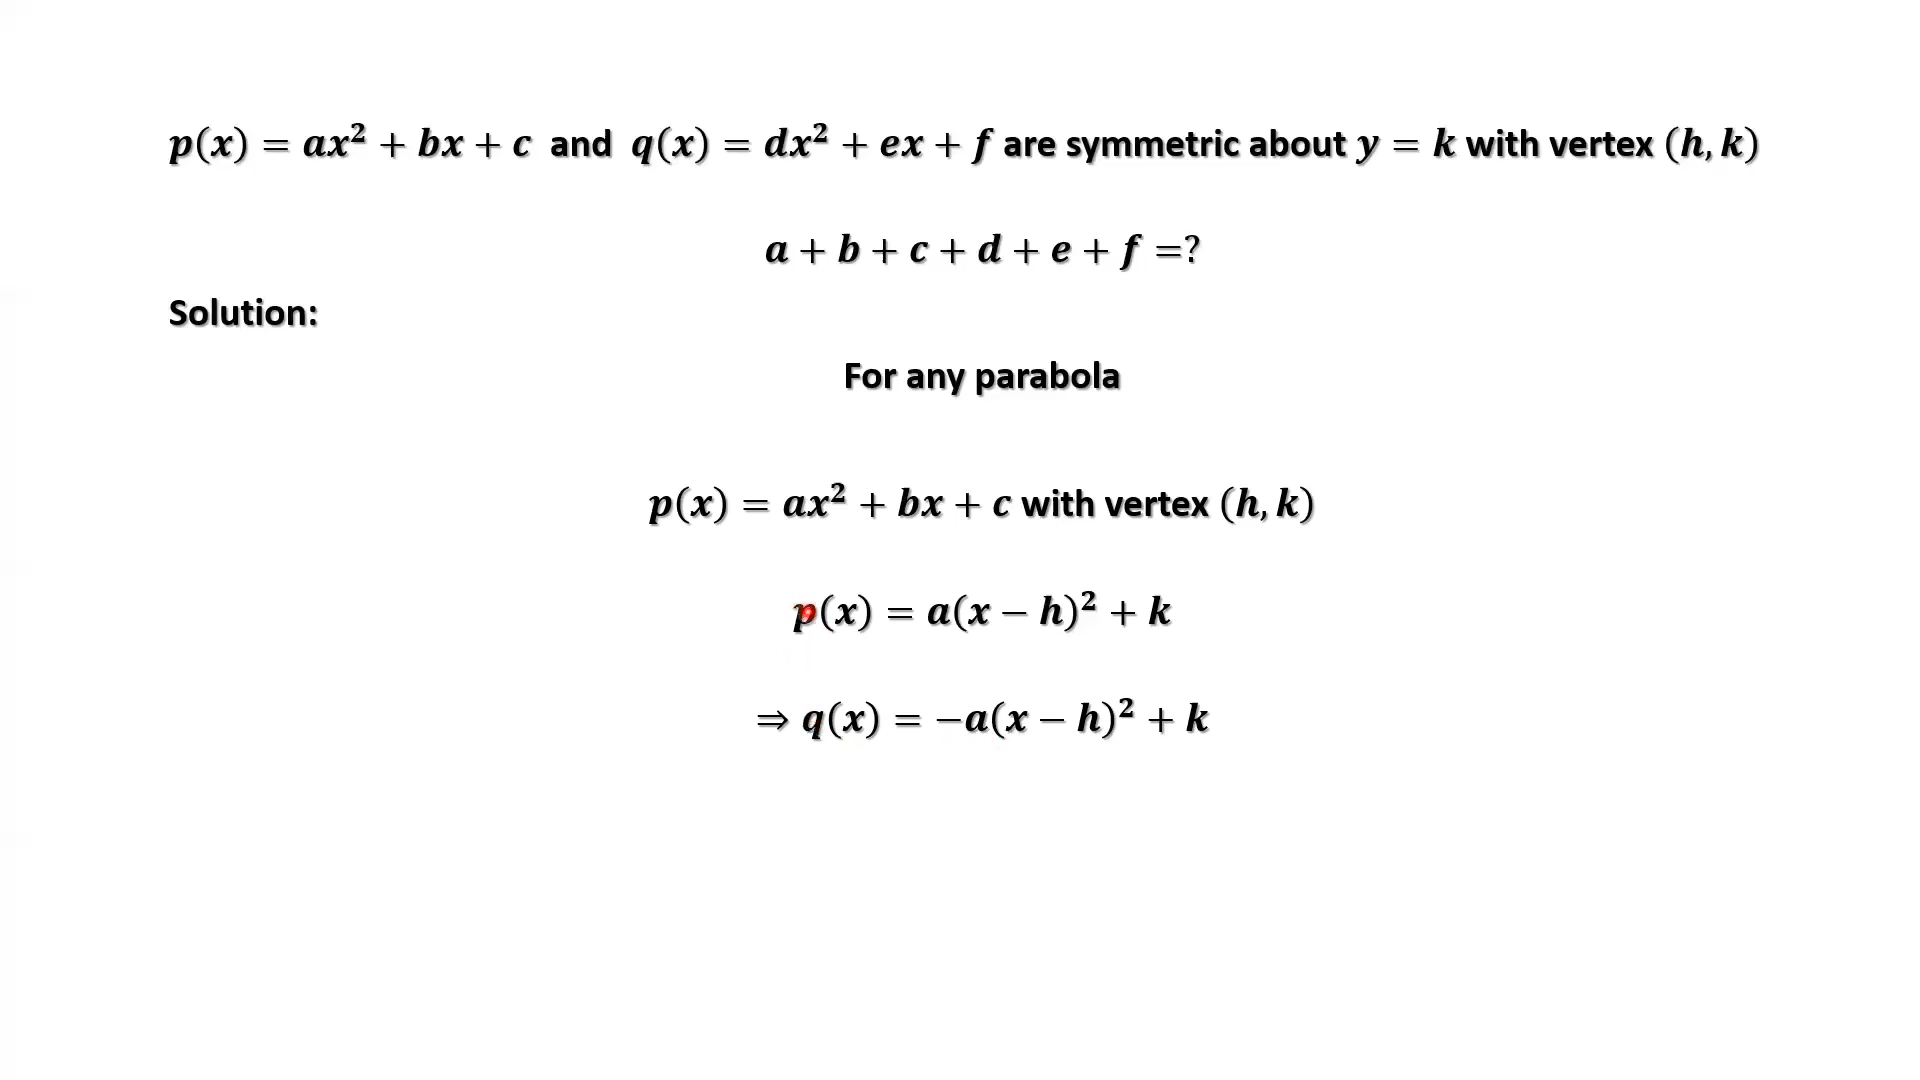 p(x) = ax² + bx + c and q(x) = dx² + ex + f are symmetric about y = k with vertex (h, k)
a + b + c + d + e + f =?
Solution:
For any parabola
p(x) = ax² + bx + c with vertex (h, k)
p(x) = a(x − h)² + k
⇒ q(x) = −a(x − h)² + k